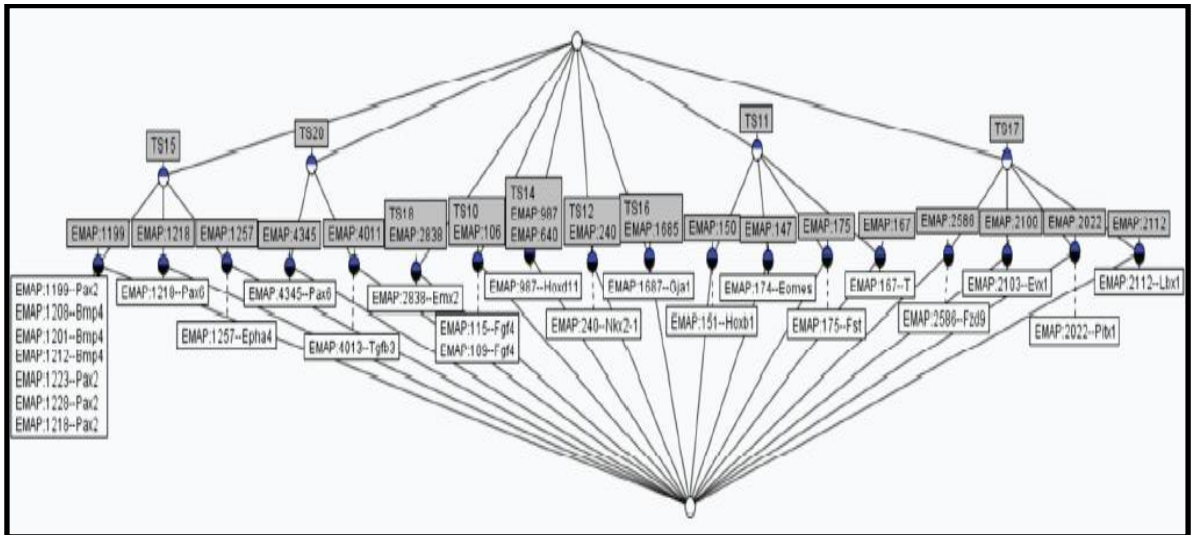 TS15
TS20
TS11
TS17
EMAP:1199
EMAP:1218
EMAP:1257
EMAP:4345
EMAP:4011
TS18
EMAP:2838
TS10
EMAP:106
TS14
EMAP:987
EMAP:640
TS12
EMAP:240
TS16
EMAP:1685
EMAP:150
EMAP:147
EMAP:175
EMAP:167
EMAP:2586
EMAP:2100
EMAP:2022
EMAP:2112
EMAP:1199--Pax2
EMAP:1208--Bmp4
EMAP:1201--Bmp4
EMAP:1212--Bmp4
EMAP:1223--Pax2
EMAP:1228--Pax2
EMAP:1218--Pax2
EMAP:1218--Pax6
EMAP:1257--Epha4
EMAP:4345--Pax6
EMAP:4013--Tgfb3
EMAP:2838--Emx2
EMAP:115--Fgf4
EMAP:109--Fgf4
EMAP:987--Hoxd11
EMAP:240--Nkx2-1
EMAP:1687--Gja1
EMAP:151--Hoxb1
EMAP:174--Eomes
EMAP:175--Fst
EMAP:167--T
EMAP:2586--Fzd9
EMAP:2103--Evx1
EMAP:2022--Pitx1
EMAP:2112--Lbx1